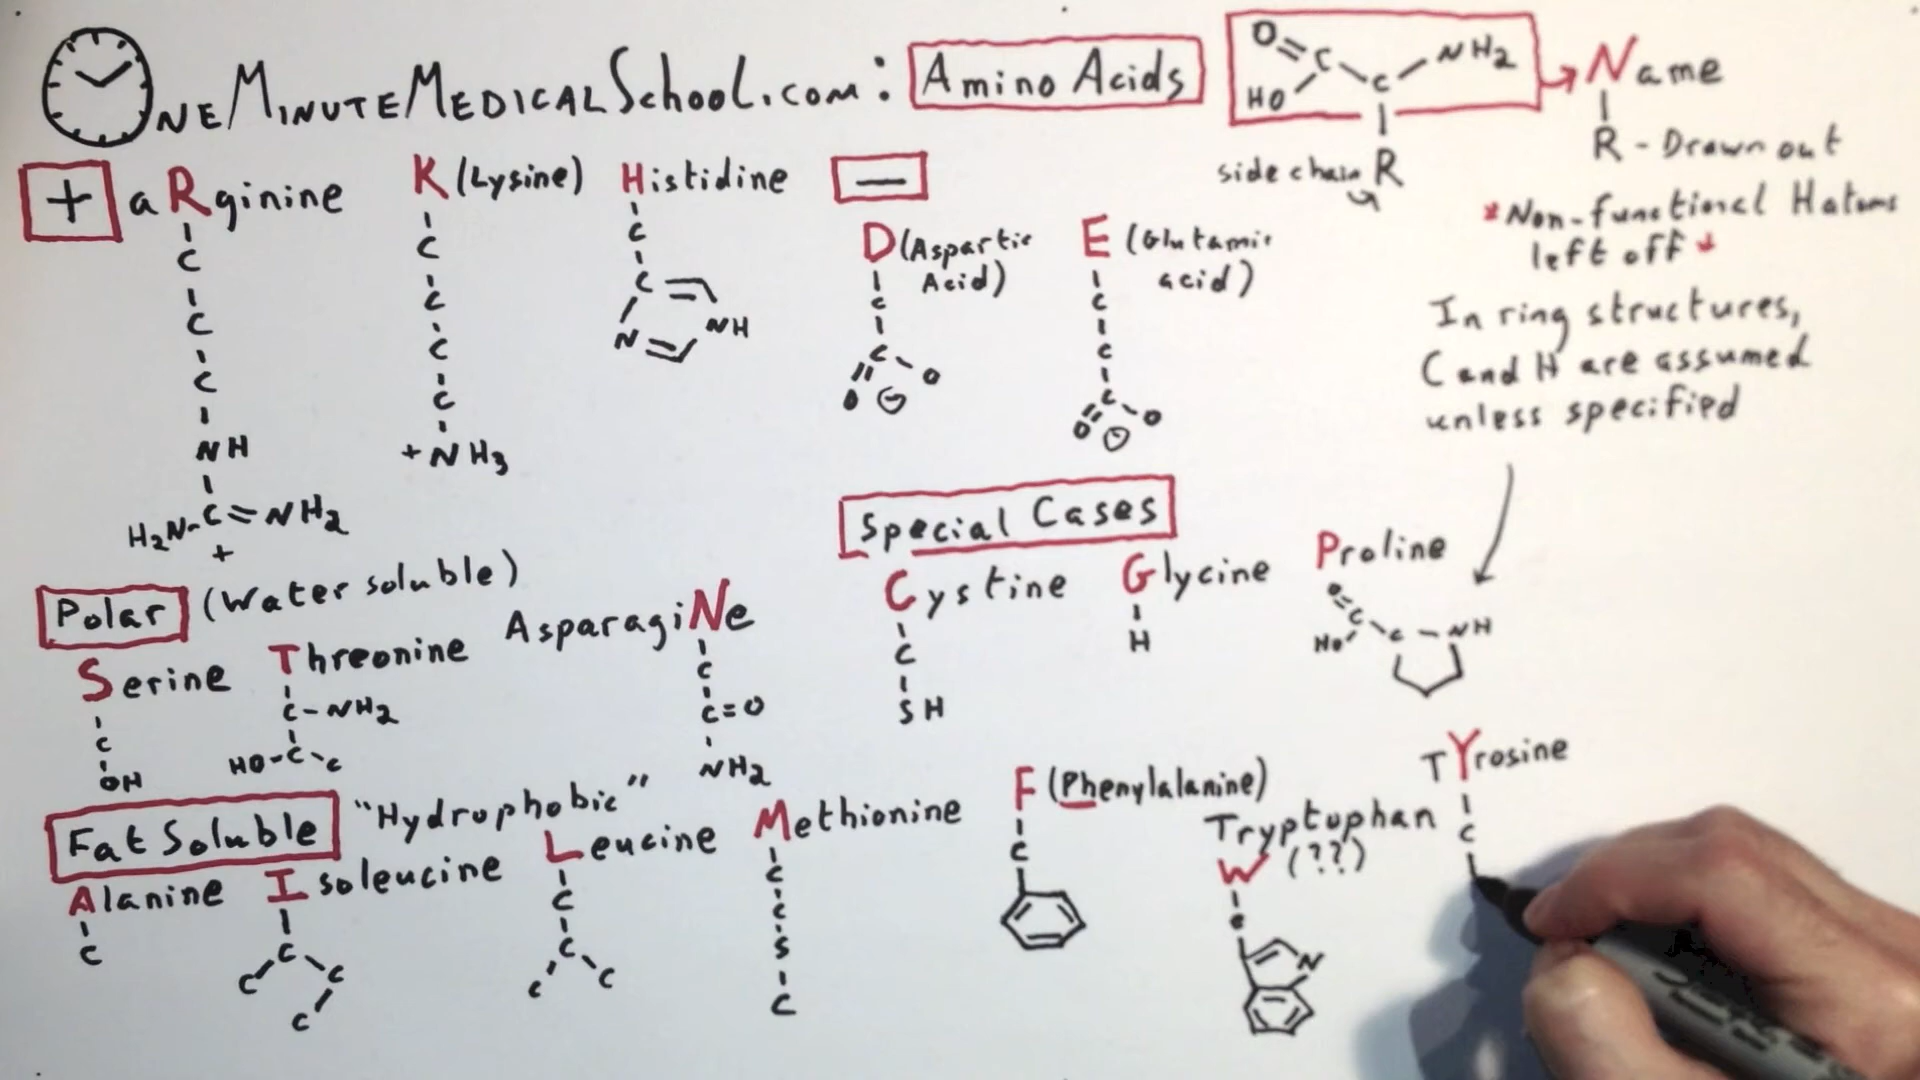 OneMinuteMedicalSchool.com: Amino Acids
O
C
NH2
HO
C
Name
R - Drawn out
side chain R
*Non-functional H atoms
left off*
In ring structures,
C and H are assumed
unless specified
+
aRginine
C
C
C
NH
H2N-C=NH2
+
K (Lysine)
C
C
C
C
+NH3
Histidine
C
C
NH
N
—
D (Aspartic
Acid)
C
C
O
O
-
E (Glutamic
acid)
C
C
C
O
O
-
Polar (Water soluble)
Serine
C
OH
Threonine
C-NH2
HO-C-C
AsparagiNe
C
C=O
NH2
Special Cases
Cystine
C
SH
Glycine
H
Proline
O
C
HO
C
-NH
Fat Soluble "Hydrophobic"
Alanine
C
Isoleucine
C
C
C
C
Leucine
C
C
C
C
Methionine
C
C
S
C
F (Phenylalanine)
C
Tryptophan
W (??)
C
N
TYrosine
C